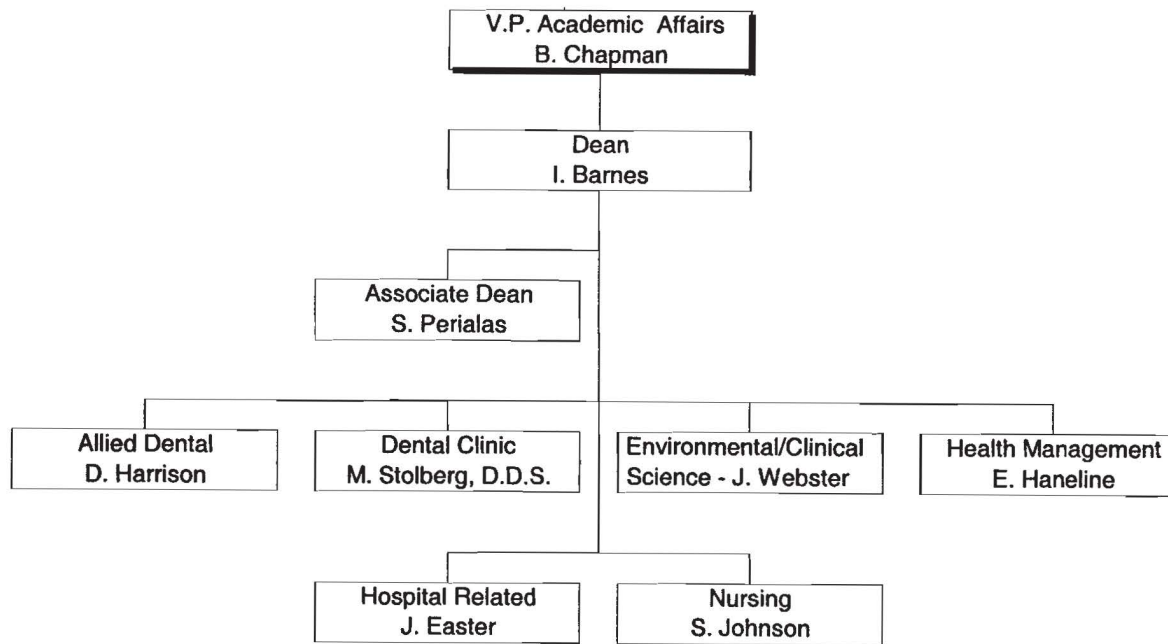 V.P. Academic Affairs
B. Chapman
Dean
I. Barnes
Associate Dean
S. Perialas
Allied Dental
D. Harrison
Dental Clinic
M. Stolberg, D.D.S.
Environmental/Clinical
Science - J. Webster
Health Management
E. Haneline
Hospital Related
J. Easter
Nursing
S. Johnson